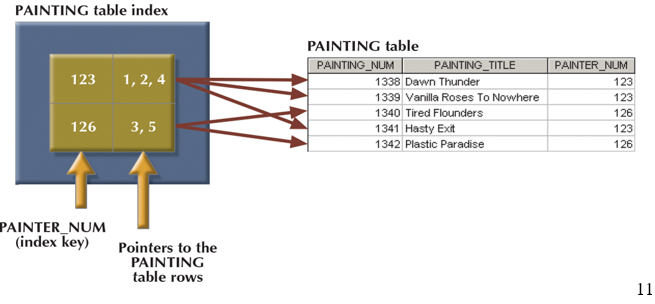 PAINTING table index
123 1, 2, 4
126 3, 5
PAINTER_NUM
(index key)
Pointers to the
PAINTING
table rows
PAINTING table
PAINTING_NUM PAINTING_TITLE PAINTER_NUM
1338 Dawn Thunder 123
1339 Vanilla Roses To Nowhere 123
1340 Tired Flounders 126
1341 Hasty Exit 123
1342 Plastic Paradise 126
11